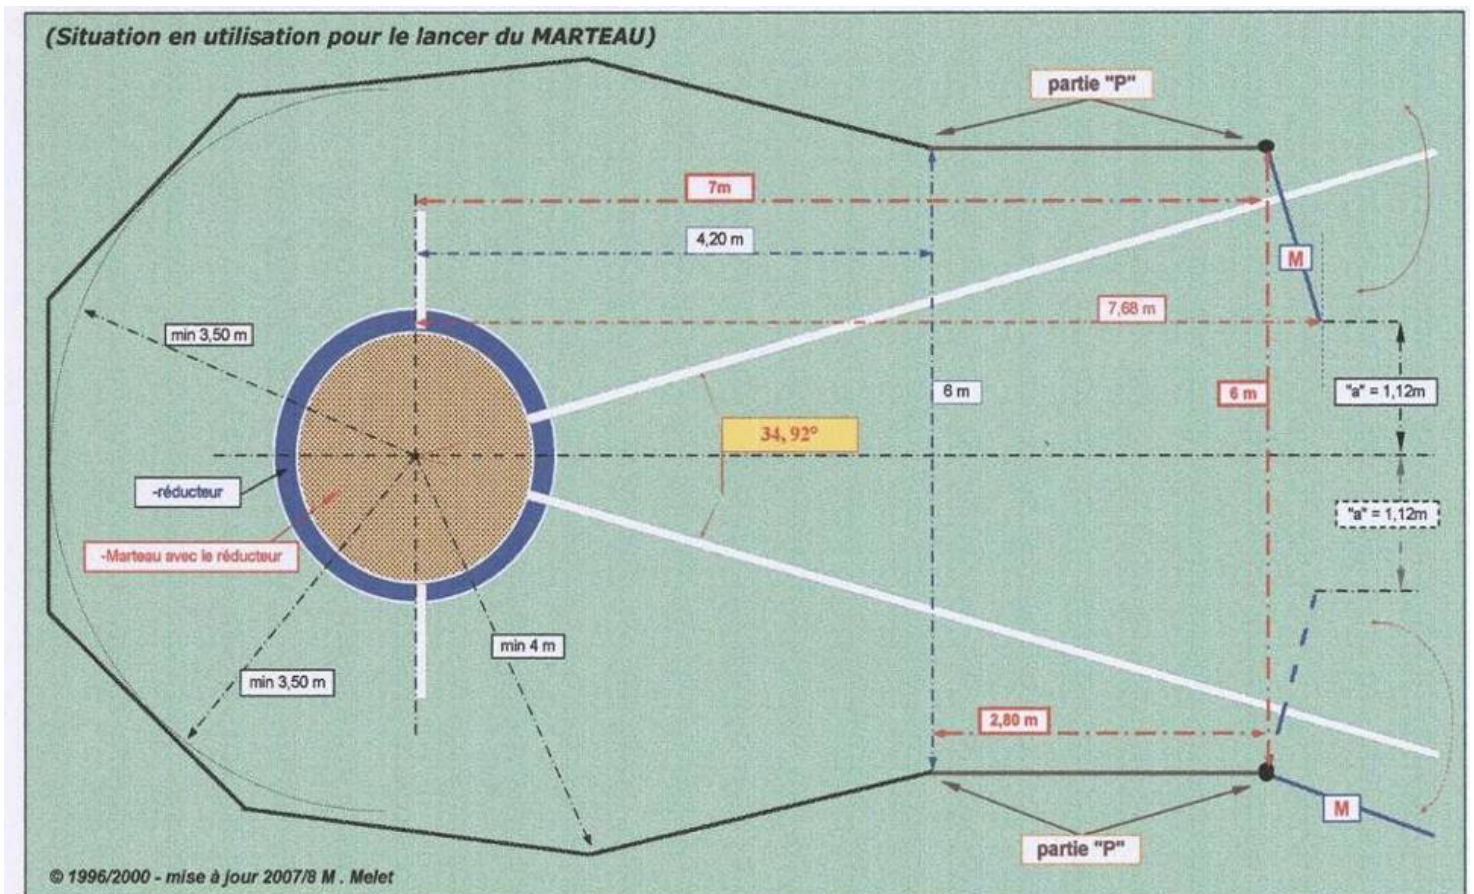 (Situation en utilisation pour le lancer du MARTEAU)
partie "P"
7m
4,20 m
M
7,68 m
min 3,50 m
6 m
6 m
"a" = 1,12m
34, 92°
-réducteur
"a" = 1,12m
-Marteau avec le réducteur
min 4 m
min 3,50 m
2,80 m
M
partie "P"
© 1996/2000 - mise à jour 2007/8 M . Melet